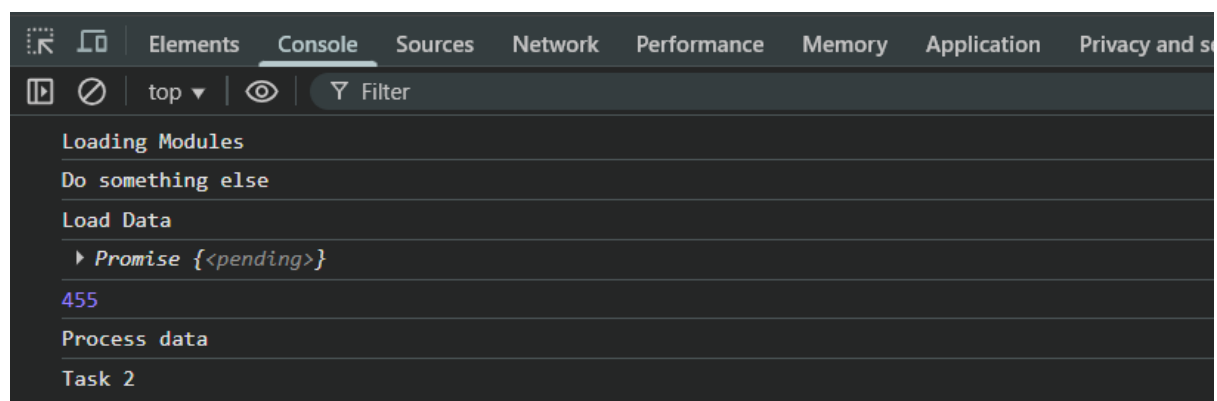 Elements Console Sources Network Performance Memory Application Privacy and s
top Filter
Loading Modules
Do something else
Load Data
Promise {<pending>}
455
Process data
Task 2